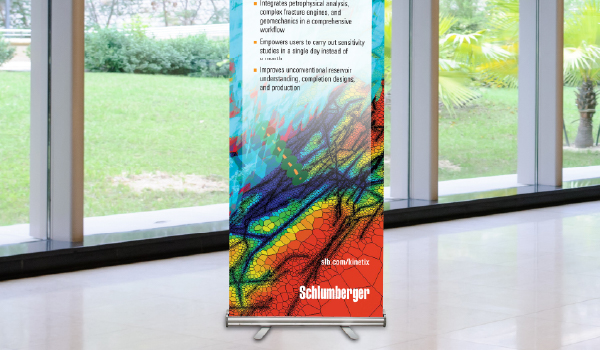 Integrates petrophysical analysis,
complex fracture engines, and
geomechanics in a comprehensive
workflow
Empowers users to carry out sensitivity
studies in a single day instead of
a month
Improves unconventional reservoir
understanding, completion designs,
and production
slb.com/kinetix
Schlumberger